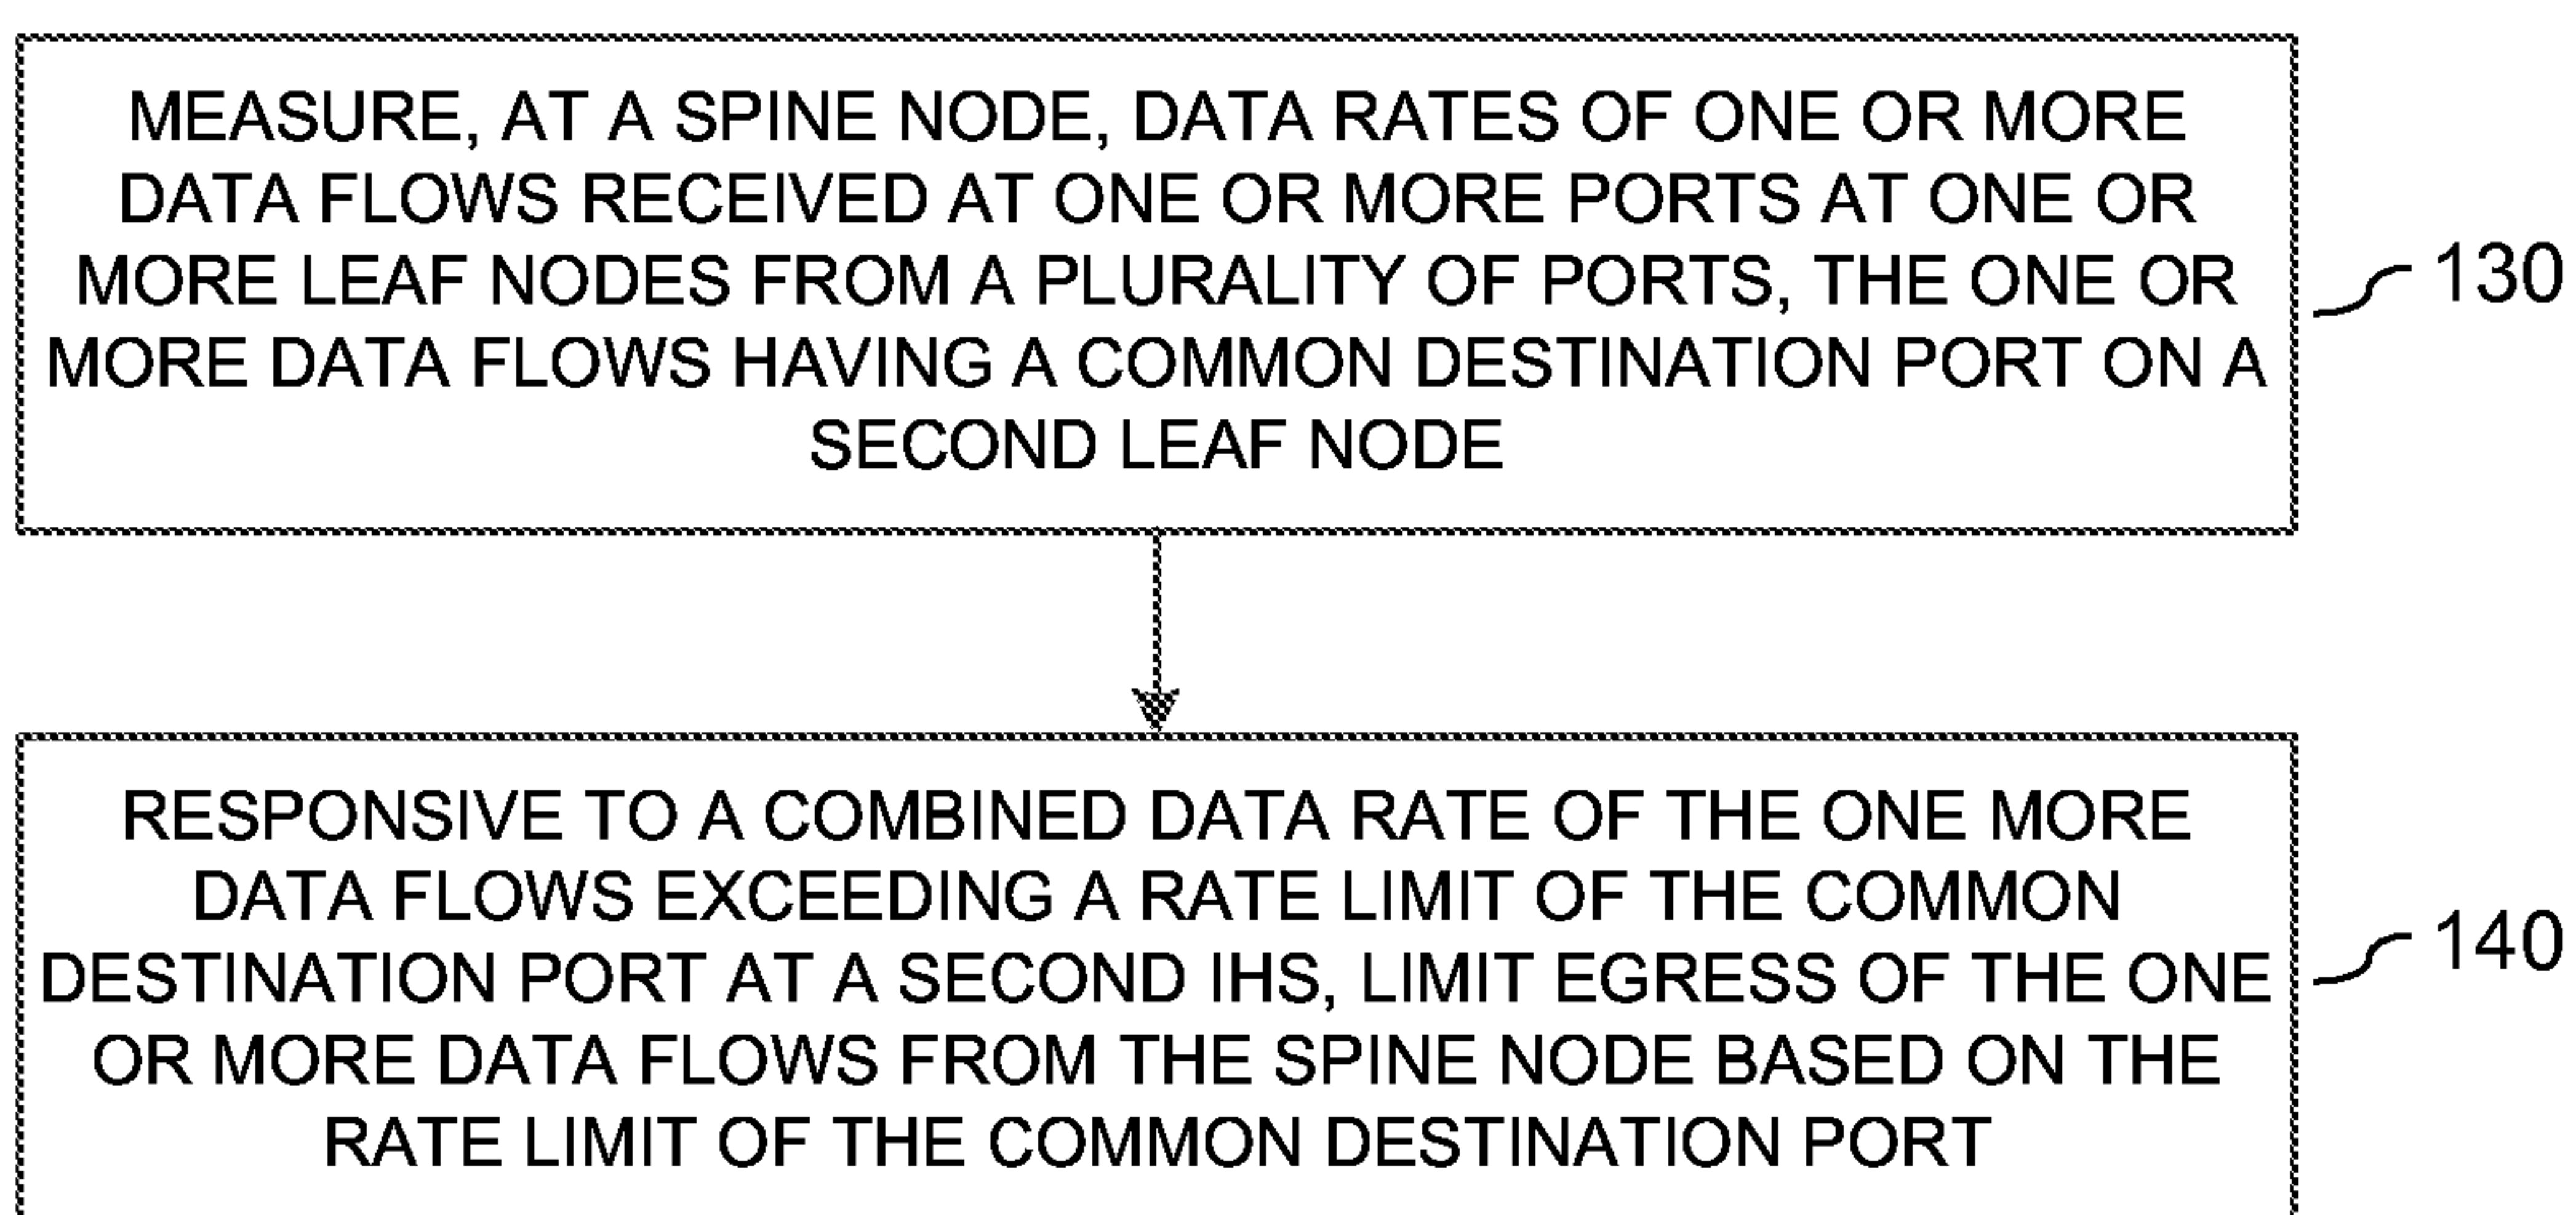 MEASURE, AT A SPINE NODE, DATA RATES OF ONE OR MORE
DATA FLOWS RECEIVED AT ONE OR MORE PORTS AT ONE OR
MORE LEAF NODES FROM A PLURALITY OF PORTS, THE ONE OR
MORE DATA FLOWS HAVING A COMMON DESTINATION PORT ON A
SECOND LEAF NODE
130
RESPONSIVE TO A COMBINED DATA RATE OF THE ONE MORE
DATA FLOWS EXCEEDING A RATE LIMIT OF THE COMMON
DESTINATION PORT AT A SECOND IHS, LIMIT EGRESS OF THE ONE
OR MORE DATA FLOWS FROM THE SPINE NODE BASED ON THE
RATE LIMIT OF THE COMMON DESTINATION PORT
140